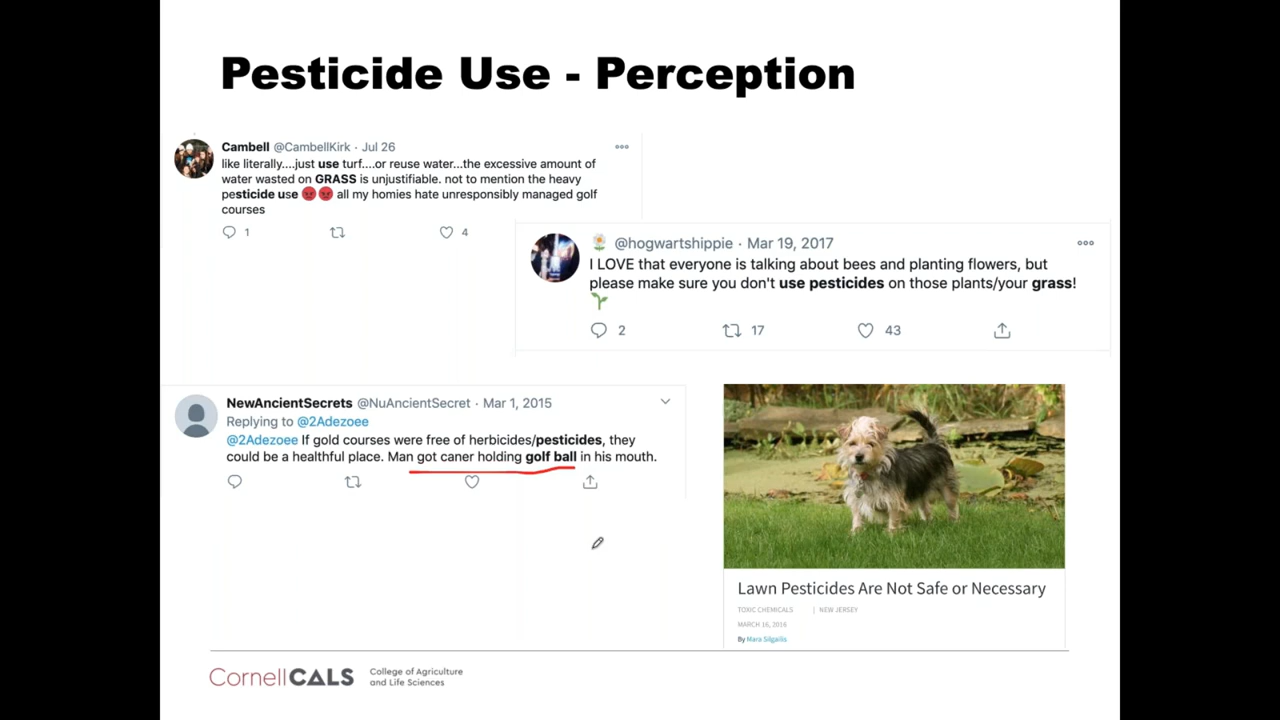 Pesticide Use - Perception
Cambell @CambellKirk · Jul 26
like literally....just use turf....or reuse water...the excessive amount of
water wasted on GRASS is unjustifiable. not to mention the heavy
pesticide use 😡😡 all my homies hate unresponsibly managed golf
courses
1
4
🌼 @hogwartshippie · Mar 19, 2017
I LOVE that everyone is talking about bees and planting flowers, but
please make sure you don't use pesticides on those plants/your grass!
🌱
2
17
43
NewAncientSecrets @NuAncientSecret · Mar 1, 2015
Replying to @2Adezoee
@2Adezoee If gold courses were free of herbicides/pesticides, they
could be a healthful place. Man got caner holding golf ball in his mouth.
Lawn Pesticides Are Not Safe or Necessary
TOXIC CHEMICALS | NEW JERSEY
MARCH 16, 2016
By Mara Silgailis
CornellCALS
College of Agriculture
and Life Sciences